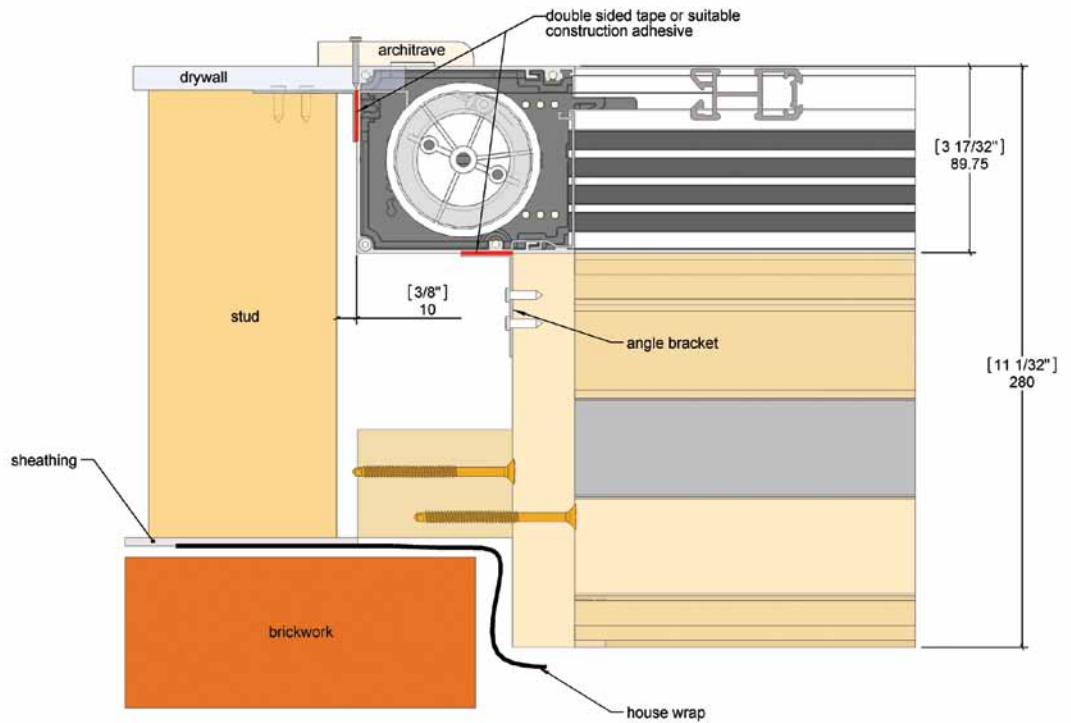 double sided tape or suitable
construction adhesive
architrave
drywall
[3 17/32"]
89.75
[3/8"]
10
stud
angle bracket
[11 1/32"]
280
sheathing
brickwork
house wrap